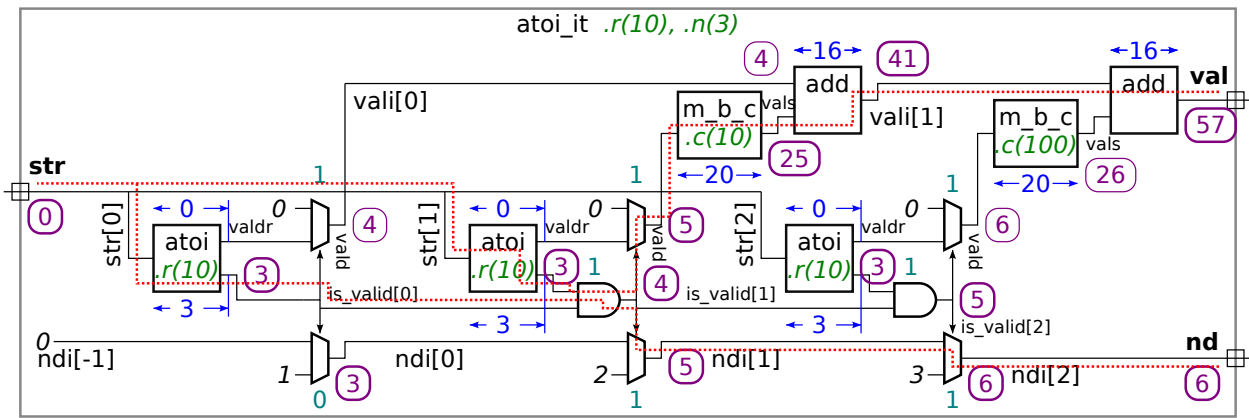 atoi_it .r(10), .n(3)
16 16
4 41
add add
val
vali[0] vals vali[1]
m_b_c m_b_c
.c(10) .c(100)
57
25 vals
str 1 1 20 1 20 26
0 0 0 0 0 0 0
str[0] valdr 4 str[1] valdr 5 str[2] valdr 6
atoi vald atoi vald atoi vald
.r(10) 3 .r(10) 3 1 4 .r(10) 3 1
is_valid[0] is_valid[1] 5
3 3 3 is_valid[2]
0 nd
ndi[-1] ndi[0] ndi[1] ndi[2]
1 3 2 5 3 6 6
0 1 1